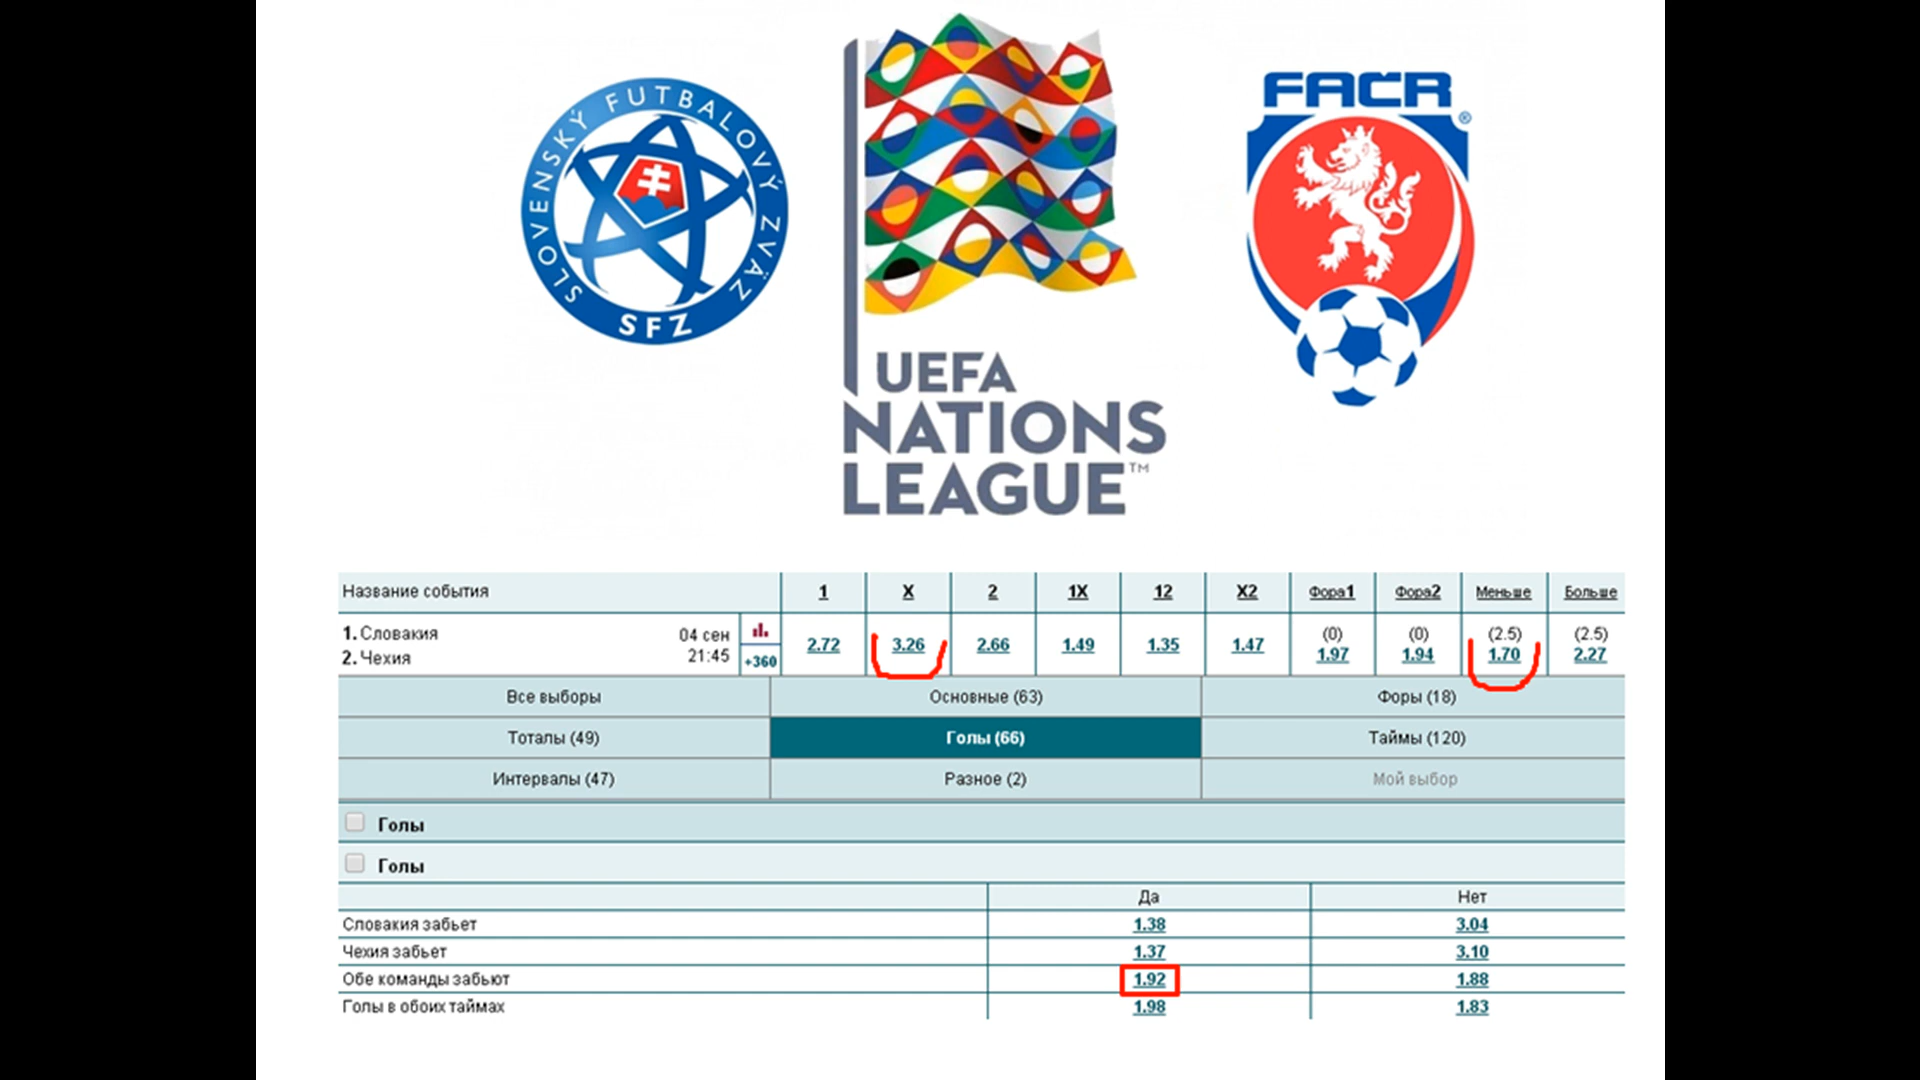 SLOVENSKÝ FUTBALOVÝ ZVÄZ
SFZ
UEFA
NATIONS
LEAGUE™
FAČR
®
Название события 1 X 2 1X 12 X2 Фора1 Фора2 Меньше Больше
1. Словакия 04 сен (0) (0) (2.5) (2.5)
2. Чехия 21:45 +360 2.72 3.26 2.66 1.49 1.35 1.47 1.97 1.94 1.70 2.27
Все выборы Основные (63) Форы (18)
Тоталы (49) Голы (66) Таймы (120)
Интервалы (47) Разное (2) Мой выбор
Голы
Голы
Да Нет
Словакия забьет 1.38 3.04
Чехия забьет 1.37 3.10
Обе команды забьют 1.92 1.88
Голы в обоих таймах 1.98 1.83